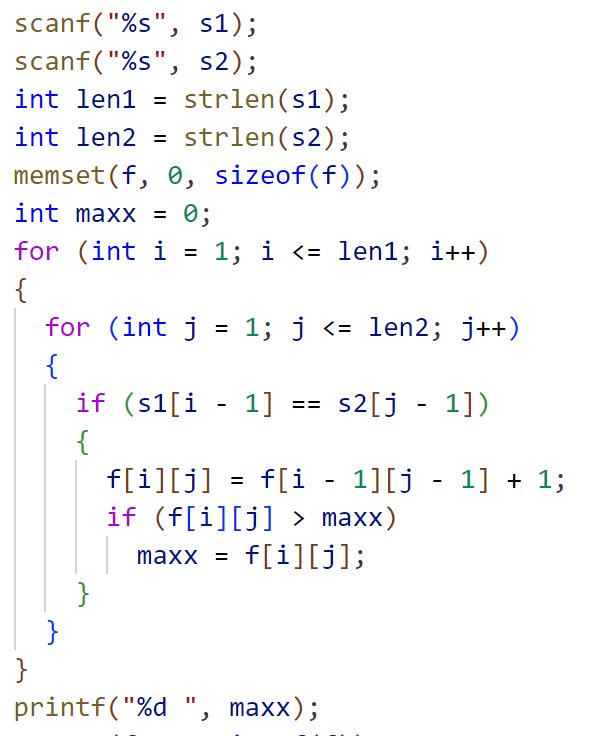 scanf("%s", s1);
scanf("%s", s2);
int len1 = strlen(s1);
int len2 = strlen(s2);
memset(f, 0, sizeof(f));
int maxx = 0;
for (int i = 1; i <= len1; i++)
{
for (int j = 1; j <= len2; j++)
{
if (s1[i - 1] == s2[j - 1])
{
f[i][j] = f[i - 1][j - 1] + 1;
if (f[i][j] > maxx)
maxx = f[i][j];
}
}
}
printf("%d ", maxx);